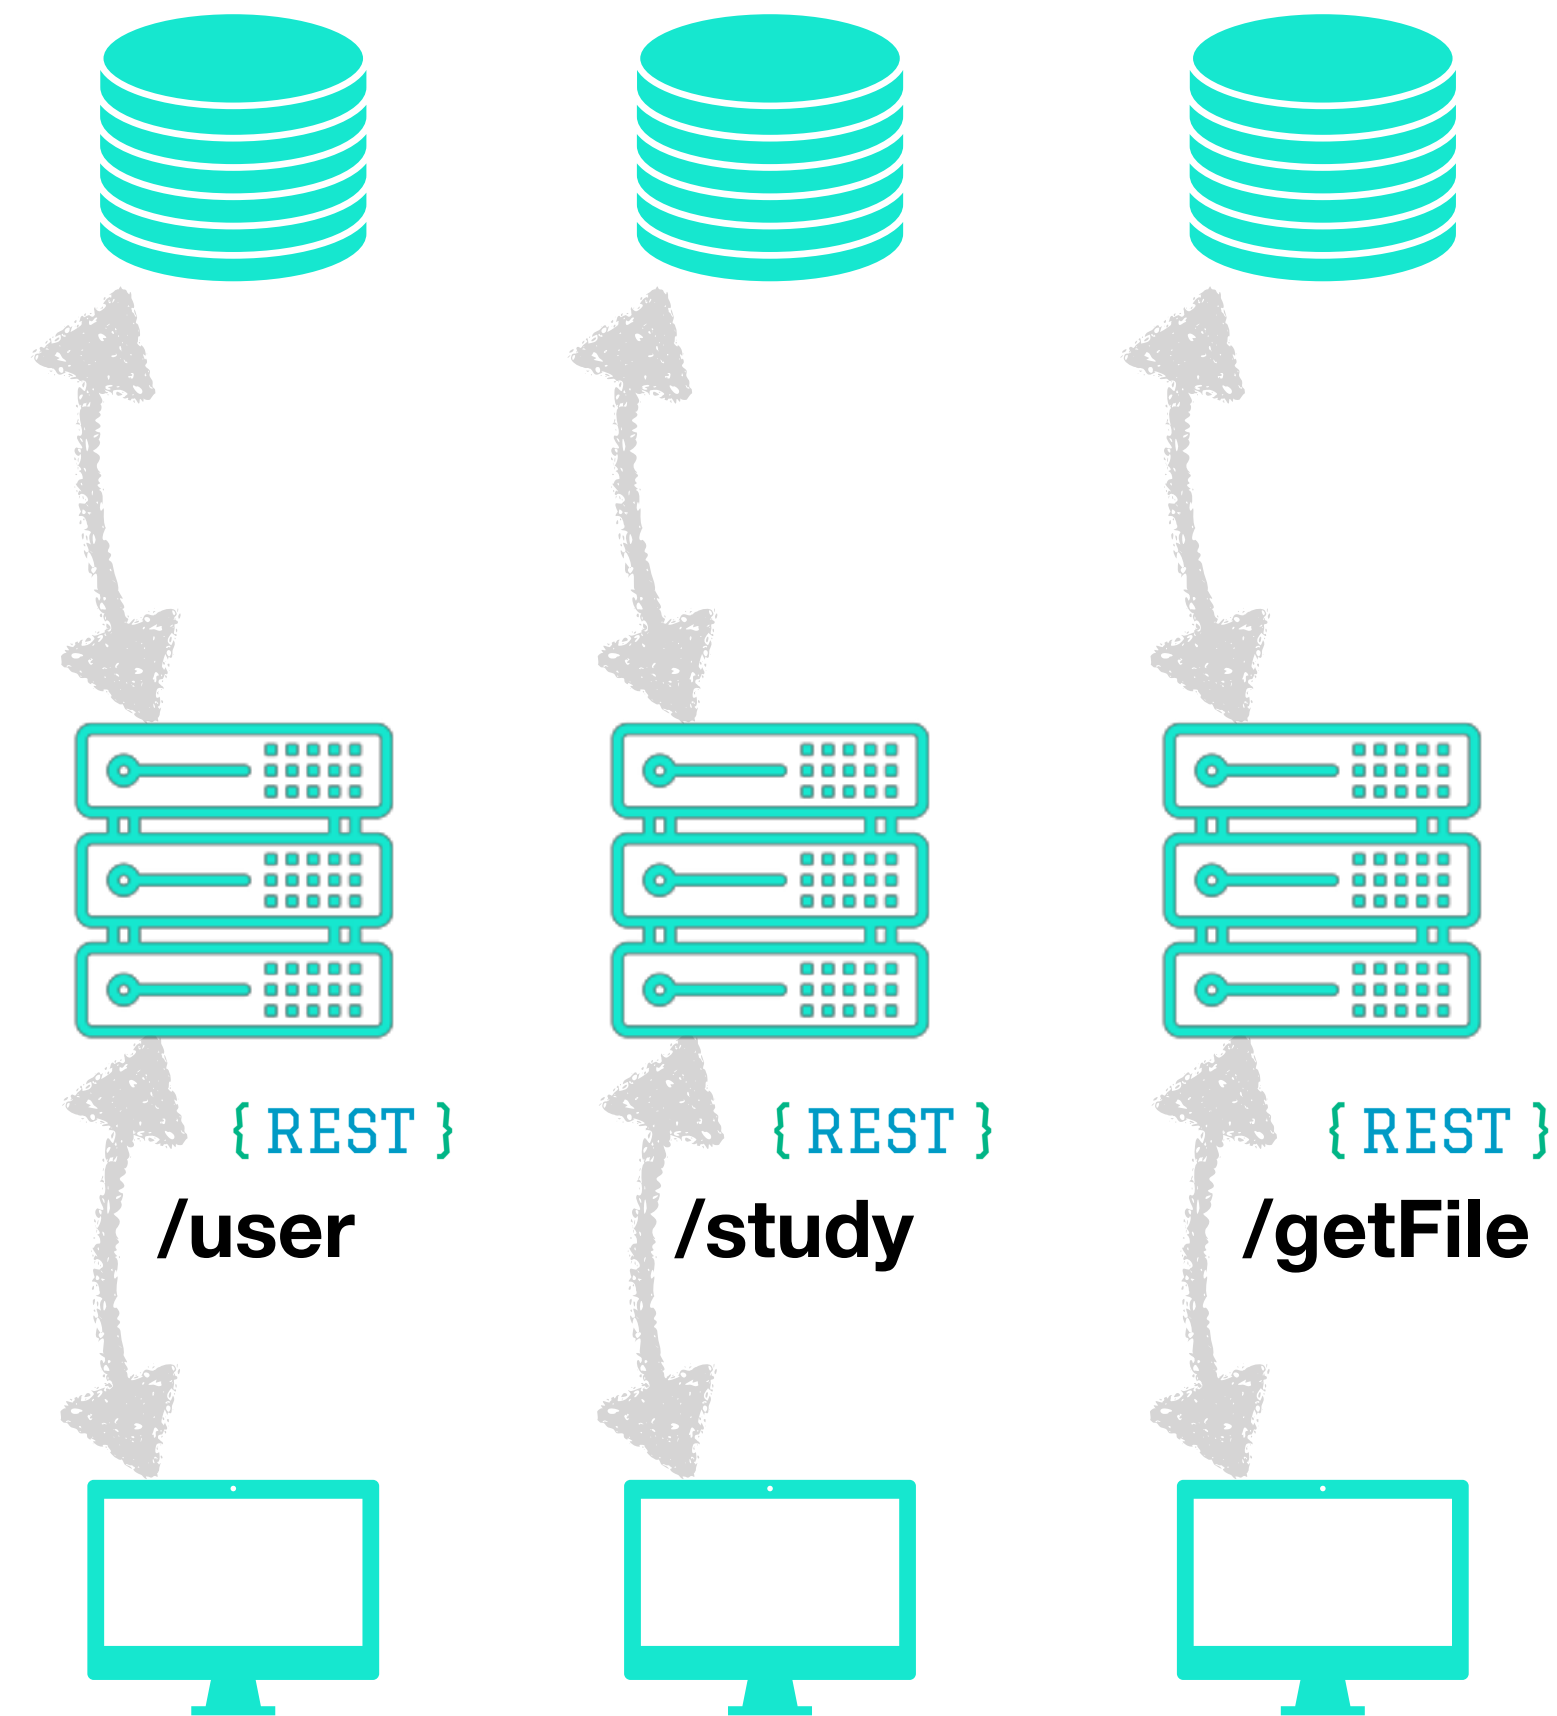 { REST }
/user
{ REST }
/study
{ REST }
/getFile